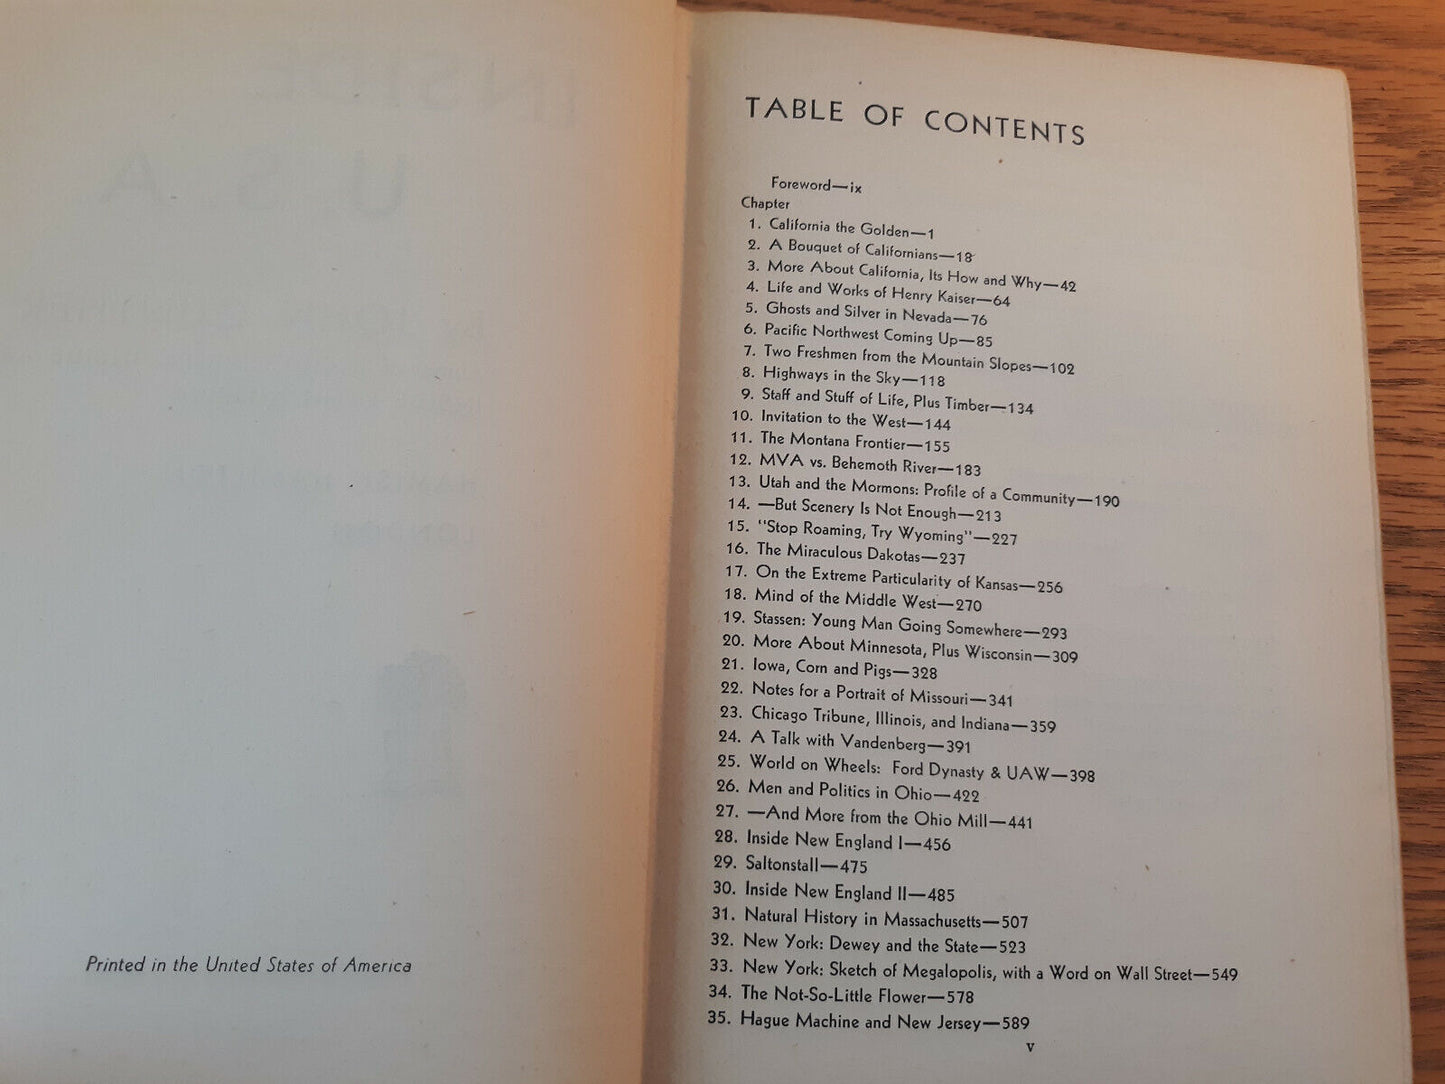 INSIDE
U. S. A
LONDON
Printed in the United States of America
TABLE OF CONTENTS
Foreword—ix
Chapter
1. California the Golden—1
2. A Bouquet of Californians—18
3. More About California, Its How and Why—42
4. Life and Works of Henry Kaiser—64
5. Ghosts and Silver in Nevada—76
6. Pacific Northwest Coming Up—85
7. Two Freshmen from the Mountain Slopes—102
8. Highways in the Sky—118
9. Staff and Stuff of Life, Plus Timber—134
10. Invitation to the West—144
11. The Montana Frontier—155
12. MVA vs. Behemoth River—183
13. Utah and the Mormons: Profile of a Community—190
14. —But Scenery Is Not Enough—213
15. "Stop Roaming, Try Wyoming"—227
16. The Miraculous Dakotas—237
17. On the Extreme Particularity of Kansas—256
18. Mind of the Middle West—270
19. Stassen: Young Man Going Somewhere—293
20. More About Minnesota, Plus Wisconsin—309
21. Iowa, Corn and Pigs—328
22. Notes for a Portrait of Missouri—341
23. Chicago Tribune, Illinois, and Indiana—359
24. A Talk with Vandenberg—391
25. World on Wheels: Ford Dynasty & UAW—398
26. Men and Politics in Ohio—422
27. —And More from the Ohio Mill—441
28. Inside New England I—456
29. Saltonstall—475
30. Inside New England II—485
31. Natural History in Massachusetts—507
32. New York: Dewey and the State—523
33. New York: Sketch of Megalopolis, with a Word on Wall Street—549
34. The Not-So-Little Flower—578
35. Hague Machine and New Jersey—589
v